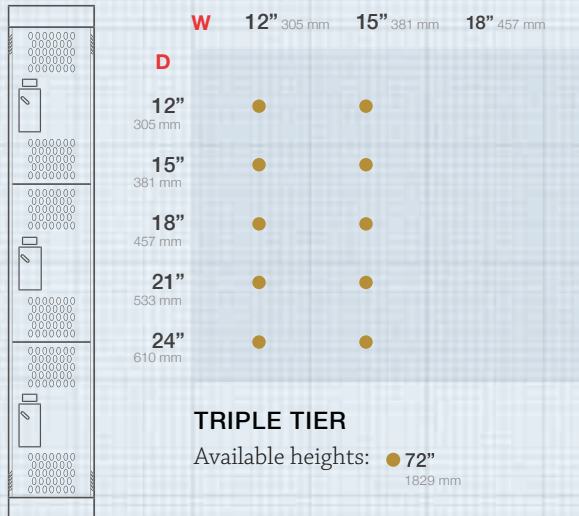 W 12” 305 mm 15” 381 mm 18” 457 mm
D
12”
305 mm
15”
381 mm
18”
457 mm
21”
533 mm
24”
610 mm
TRIPLE TIER
Available heights: 72”
1829 mm